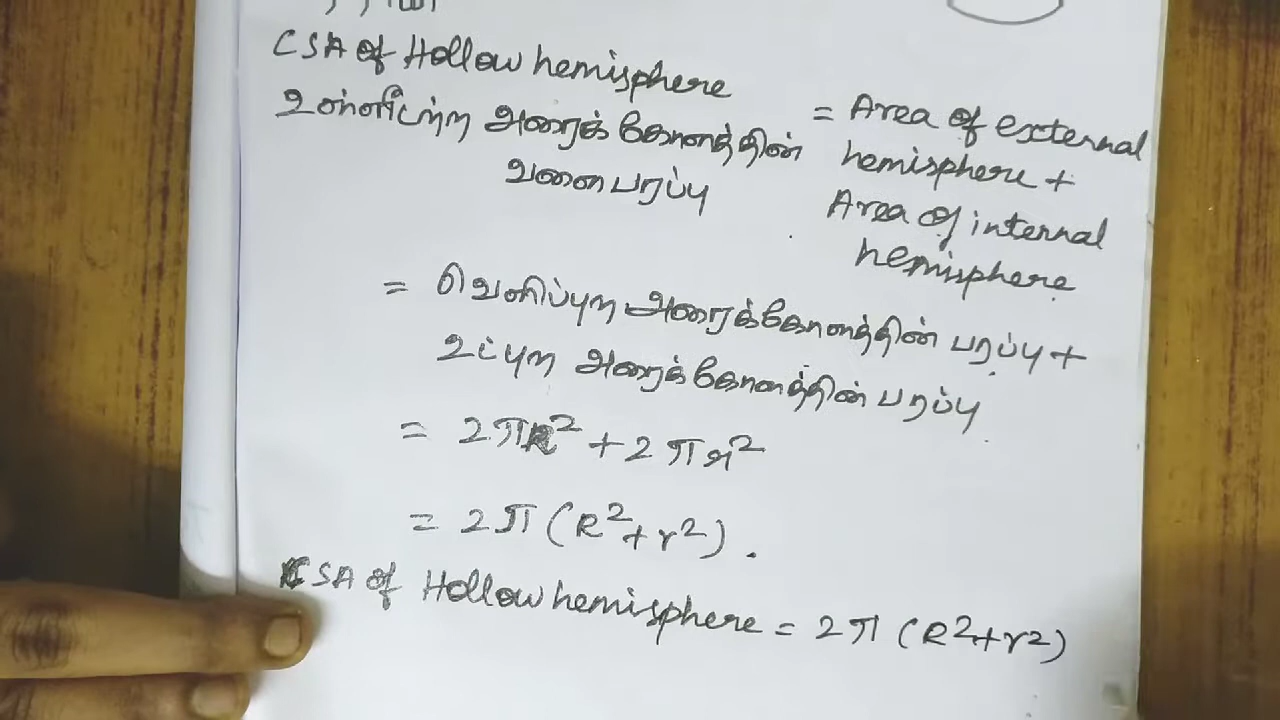 CSA of Hollow hemisphere
உள்ளீடற்ற அரைக் கோளத்தின்
வளைபரப்பு
= Area of external
hemisphere +
Area of internal
hemisphere
= வெளிப்புற அரைக்கோளத்தின் பரப்பு +
உட்புற அரைக்கோளத்தின் பரப்பு
= 2πR² + 2πr²
= 2π (R² + r²).
CSA of Hollow hemisphere = 2π (R²+r²)